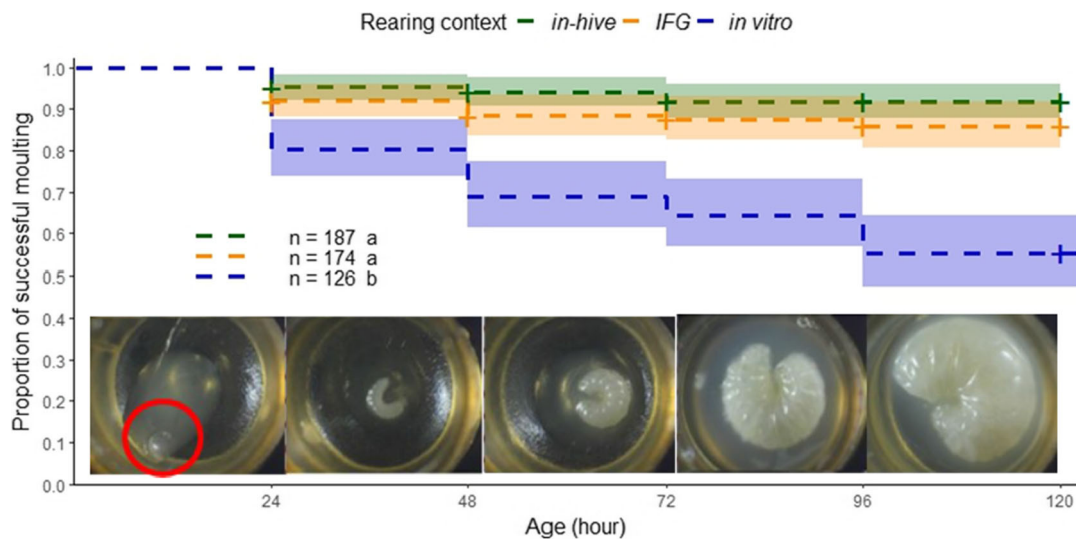 Rearing context in-hive IFG in vitro
Proportion of successful moulting
1.0
0.9
0.8
0.7
0.6
0.5
0.4
0.3
0.2
0.1
0.0
n = 187 a
n = 174 a
n = 126 b
24 48 72 96 120
Age (hour)